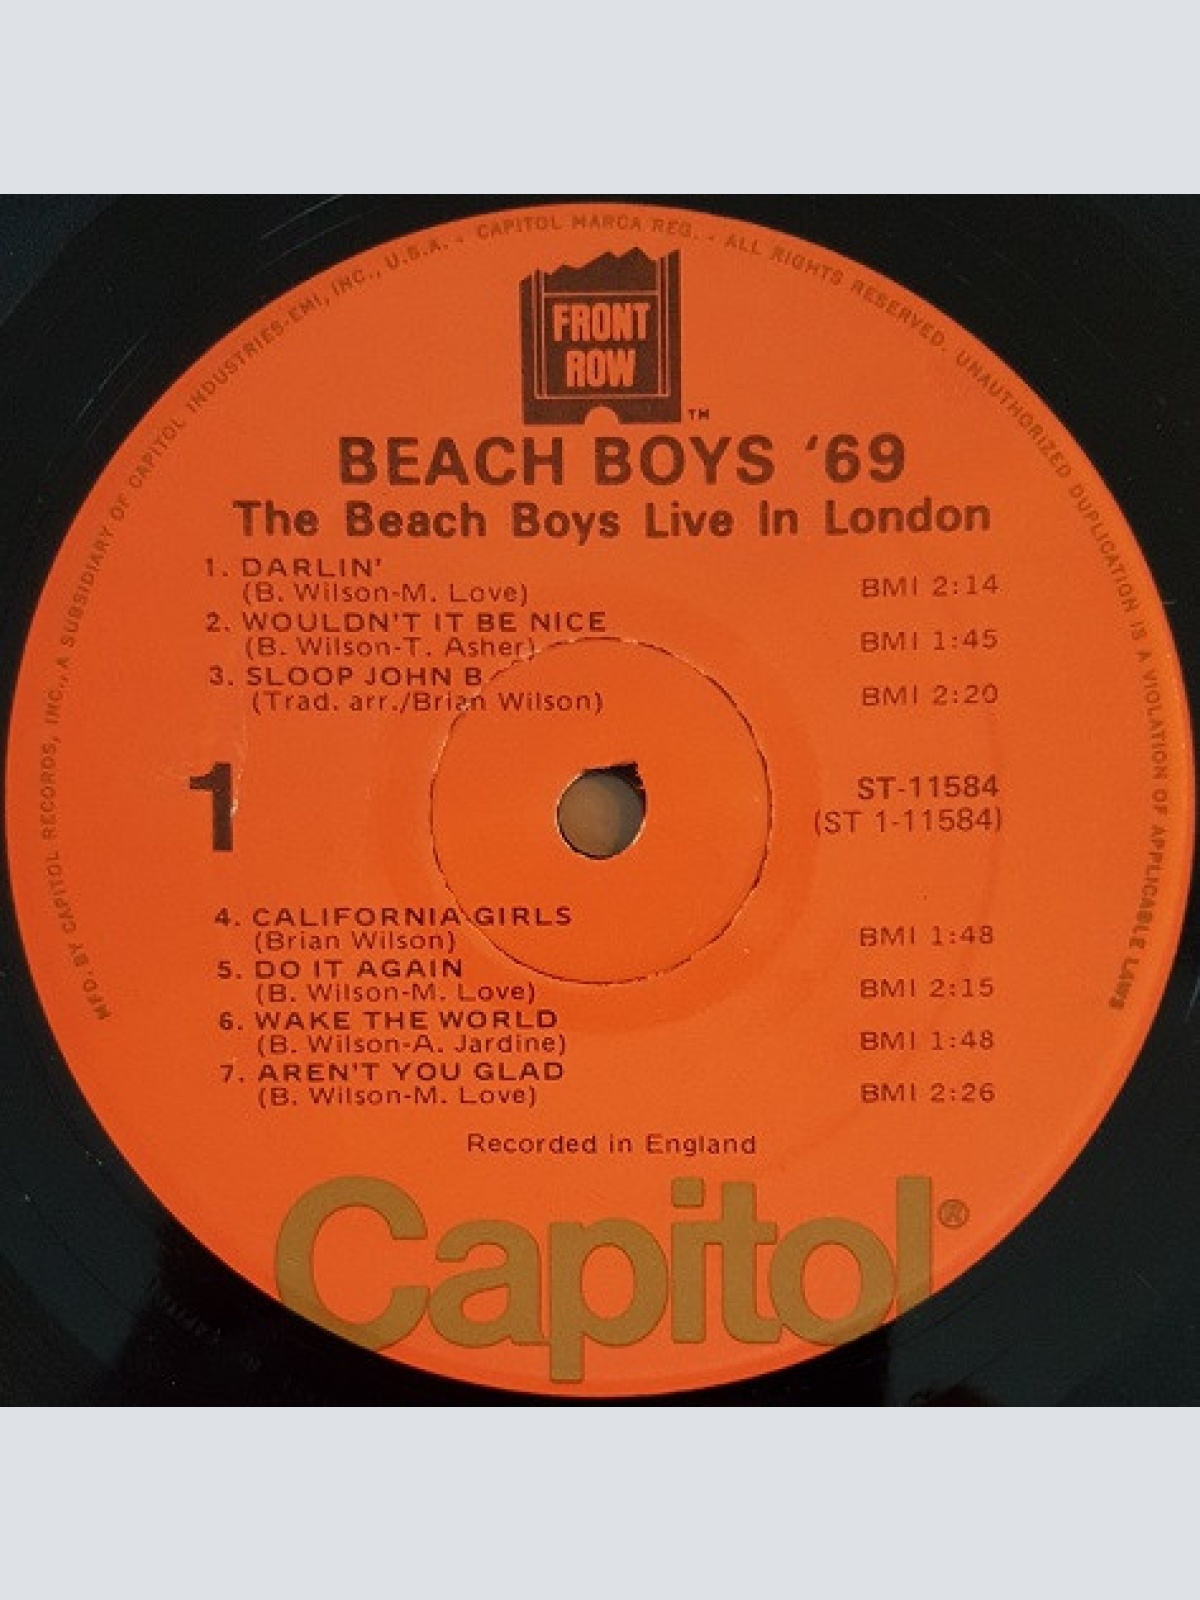 MFD. BY CAPITOL RECORDS, INC., A SUBSIDIARY OF CAPITOL INDUSTRIES-EMI, INC., U.S.A. - CAPITOL MARCA REG. - ALL RIGHTS RESERVED. UNAUTHORIZED DUPLICATION IS A VIOLATION OF APPLICABLE LAWS
FRONT
ROW
TM
BEACH BOYS '69
The Beach Boys Live In London
1. DARLIN'
(B. Wilson-M. Love) BMI 2:14
2. WOULDN'T IT BE NICE
(B. Wilson-T. Asher) BMI 1:45
3. SLOOP JOHN B
(Trad. arr./Brian Wilson) BMI 2:20
1
ST-11584
(ST 1-11584)
4. CALIFORNIA GIRLS
(Brian Wilson) BMI 1:48
5. DO IT AGAIN
(B. Wilson-M. Love) BMI 2:15
6. WAKE THE WORLD
(B. Wilson-A. Jardine) BMI 1:48
7. AREN'T YOU GLAD
(B. Wilson-M. Love) BMI 2:26
Recorded in England
Capitol®